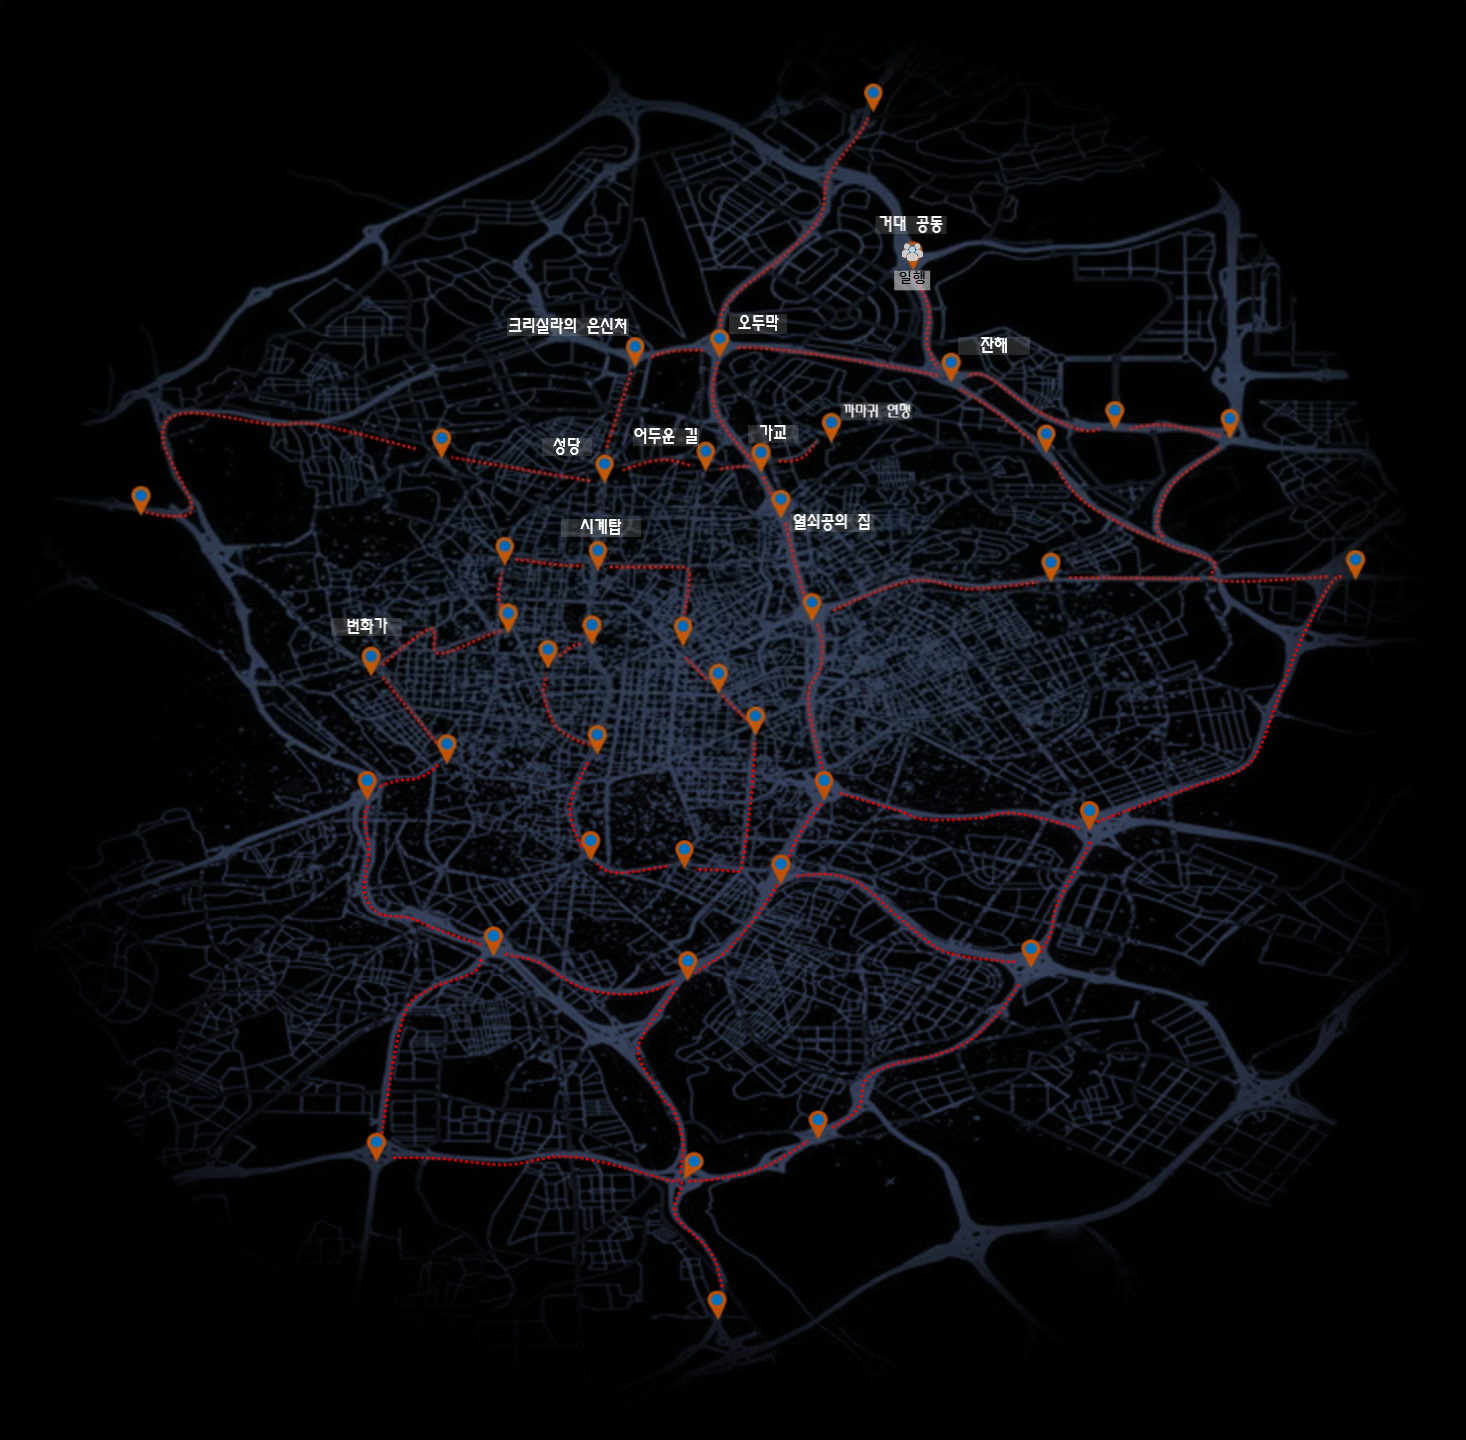 거대 공동
일행
크리실라의 은신처
오두막
잔해
까마귀 연맹
성당
어두운 길
가교
시계탑
열쇠공의 집
번화가